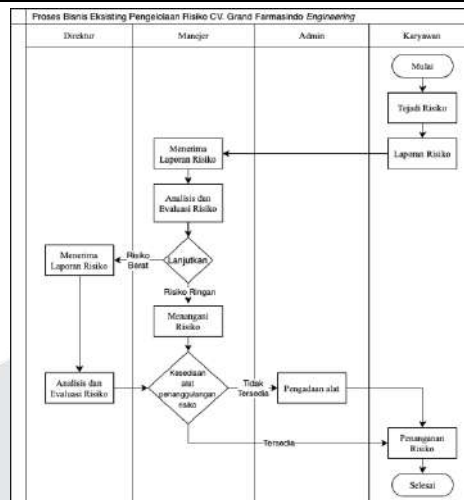 Proses Bisnis Eksisting Pengelolaan Risiko CV. Grand Farmasindo Engineering
Direktur
Manejer
Admin
Karyawan
Mulai
Tejadi Risiko
Laporan Risiko
Menerima
Laporan Risiko
Analisis dan
Evaluasi Risiko
Lanjutkan
Risiko
Berat
Menerima
Laporan Risiko
Risiko Ringan
Menangani
Risiko
Analisis dan
Evaluasi Risiko
Kesediaan
alat
penanggulangan
risiko
Tidak
Tersedia
Pengadaan alat
Tersedia
Penanganan
Risiko
Selesai